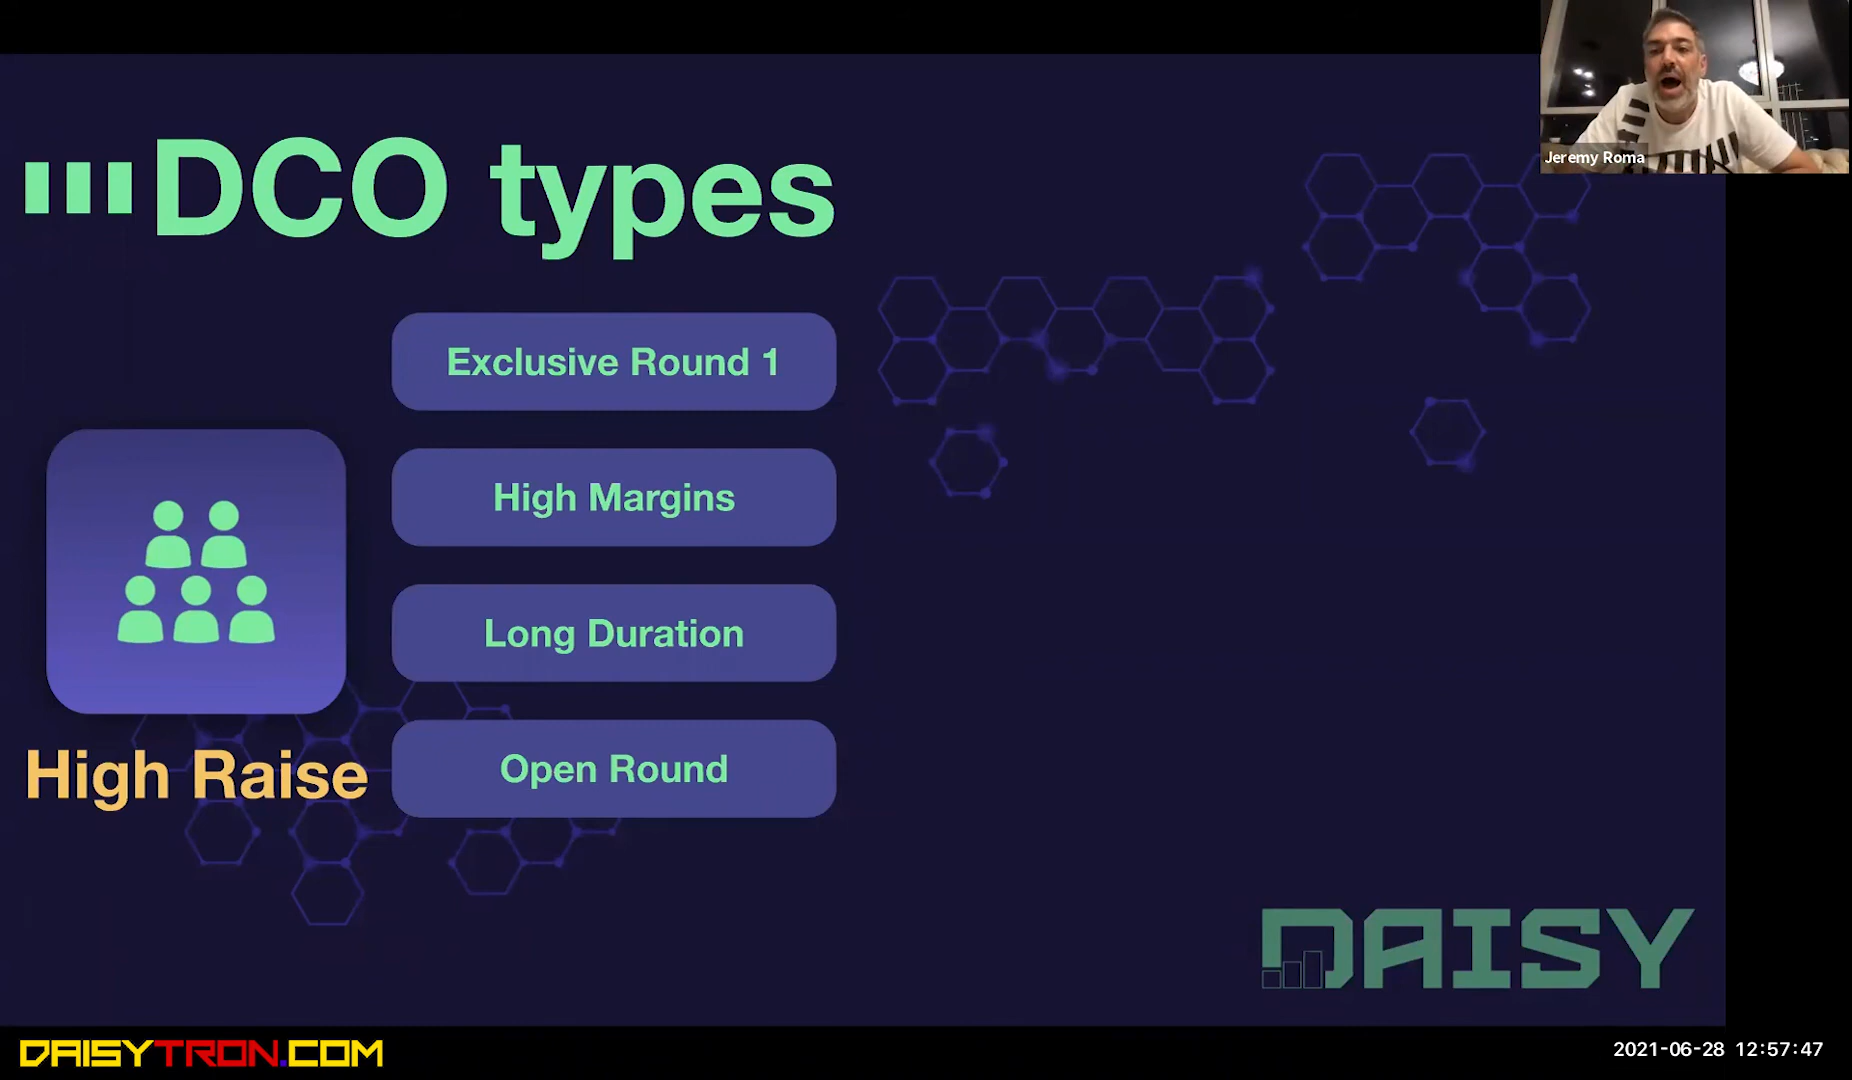 Jeremy Roma
DCO types
Exclusive Round 1
High Margins
Long Duration
Open Round
High Raise
DAISY
DAISYTRON.COM
2021-06-28 12:57:47